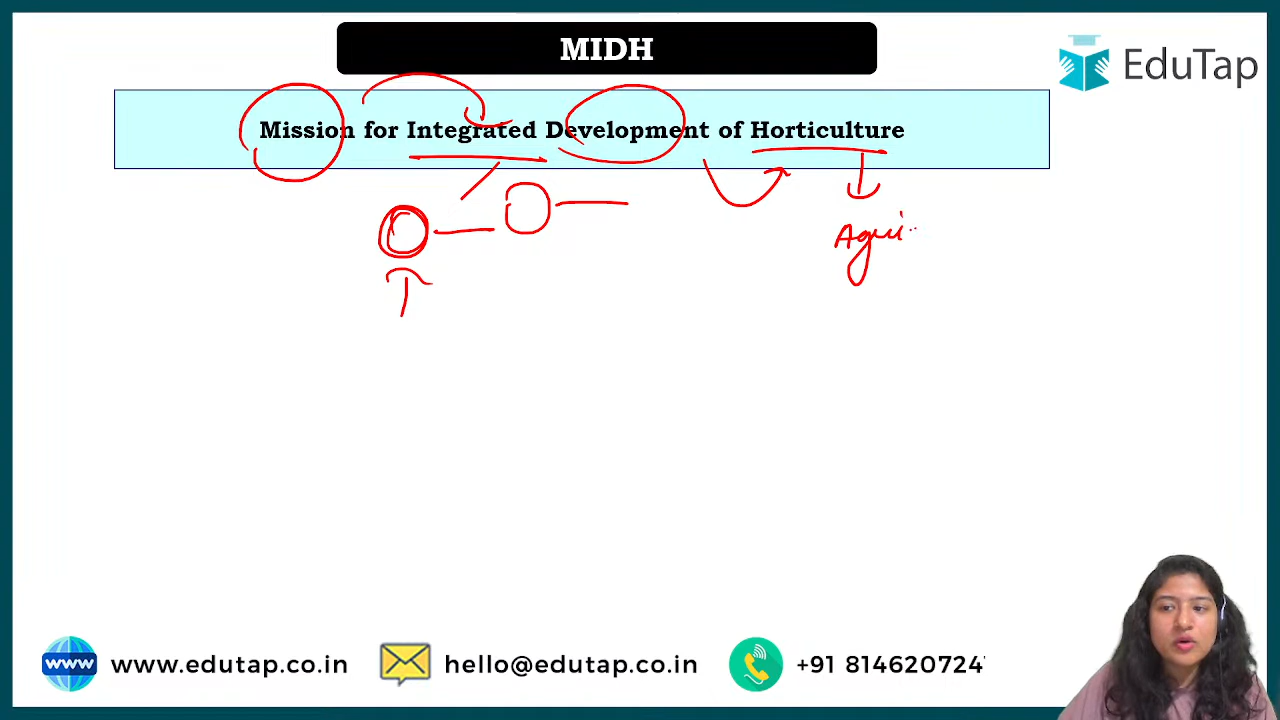 MIDH
EduTap
Mission for Integrated Development of Horticulture
Agri..
www.edutap.co.in
hello@edutap.co.in
+91 814620724
www